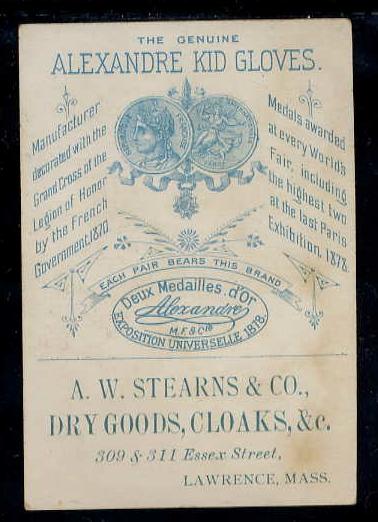 THE GENUINE
ALEXANDRE KID GLOVES.
Manufacturer
decorated with the
Grand Cross of the
Legion of Honor
by the French
Government, 1870.
Medals awarded
at every World's
Fair, including
the highest two
at the last Paris
Exhibition, 1878.
EACH PAIR BEARS THIS BRAND
Deux Medailles d'Or
Alexandre
M.F. & Cie
EXPOSITION UNIVERSELLE 1878.
A. W. STEARNS & CO.,
DRY GOODS, CLOAKS, &c.
309 & 311 Essex Street,
LAWRENCE, MASS.